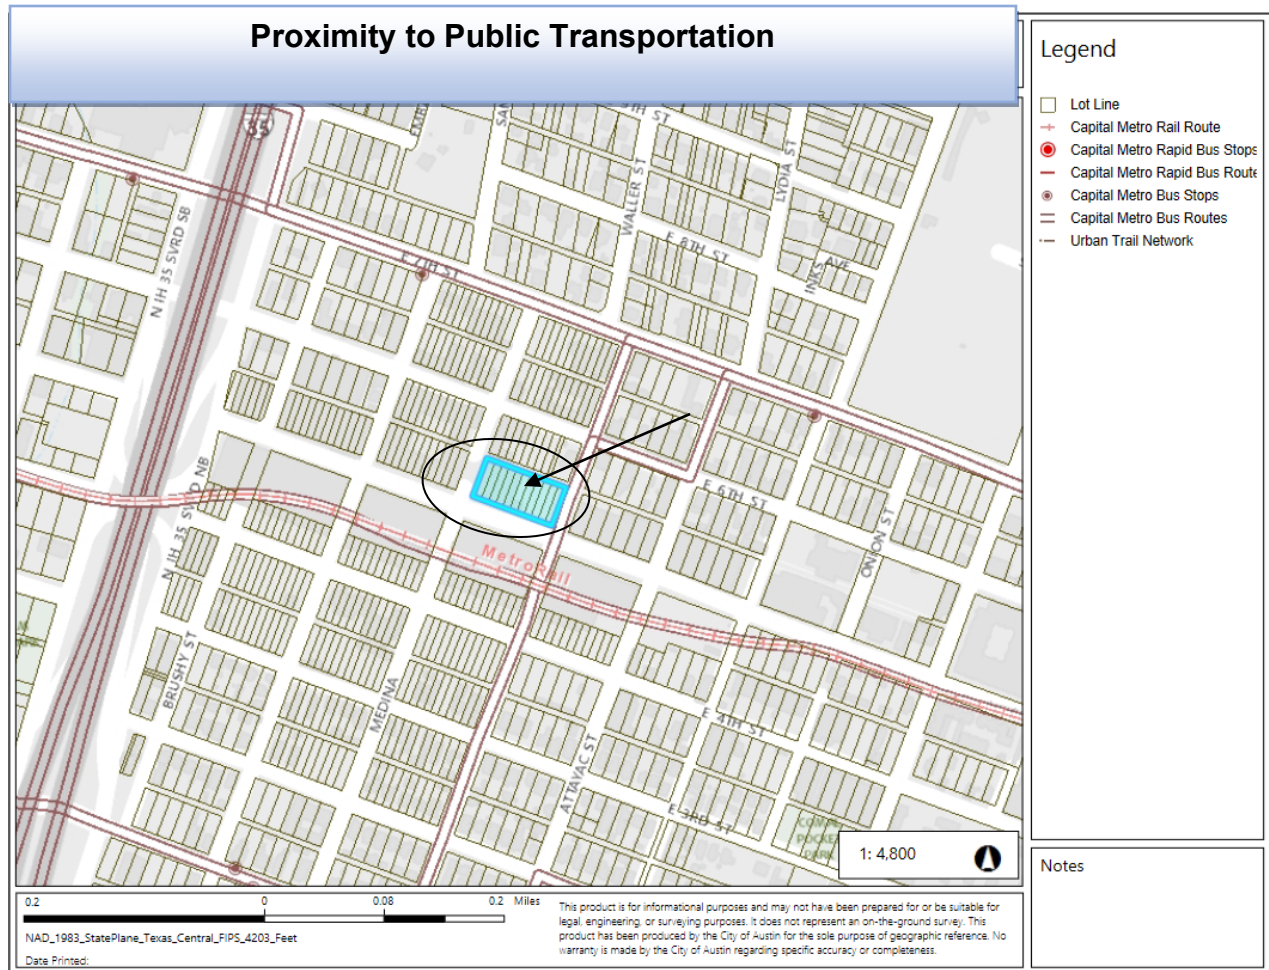 Proximity to Public Transportation
Legend
Lot Line
Capital Metro Rail Route
Capital Metro Rapid Bus Stops
Capital Metro Rapid Bus Route
Capital Metro Bus Stops
Capital Metro Bus Routes
Urban Trail Network
35
WALLER ST
LYDIA ST
E 8TH ST
INKS AVE
N IH 35 SVRD SB
E 7TH ST
E 6TH ST
ONION ST
N IH 35 SVRD NB
MetroRail
BRUSHY ST
MEDINA
ATTAYAC ST
E 4TH ST
E 3RD ST
POCKET
PARK
1: 4,800
Notes
0.2 0 0.08 0.2 Miles
NAD_1983_StatePlane_Texas_Central_FIPS_4203_Feet
Date Printed:
This product is for informational purposes and may not have been prepared for or be suitable for
legal, engineering, or surveying purposes. It does not represent an on-the-ground survey. This
product has been produced by the City of Austin for the sole purpose of geographic reference. No
warranty is made by the City of Austin regarding specific accuracy or completeness.